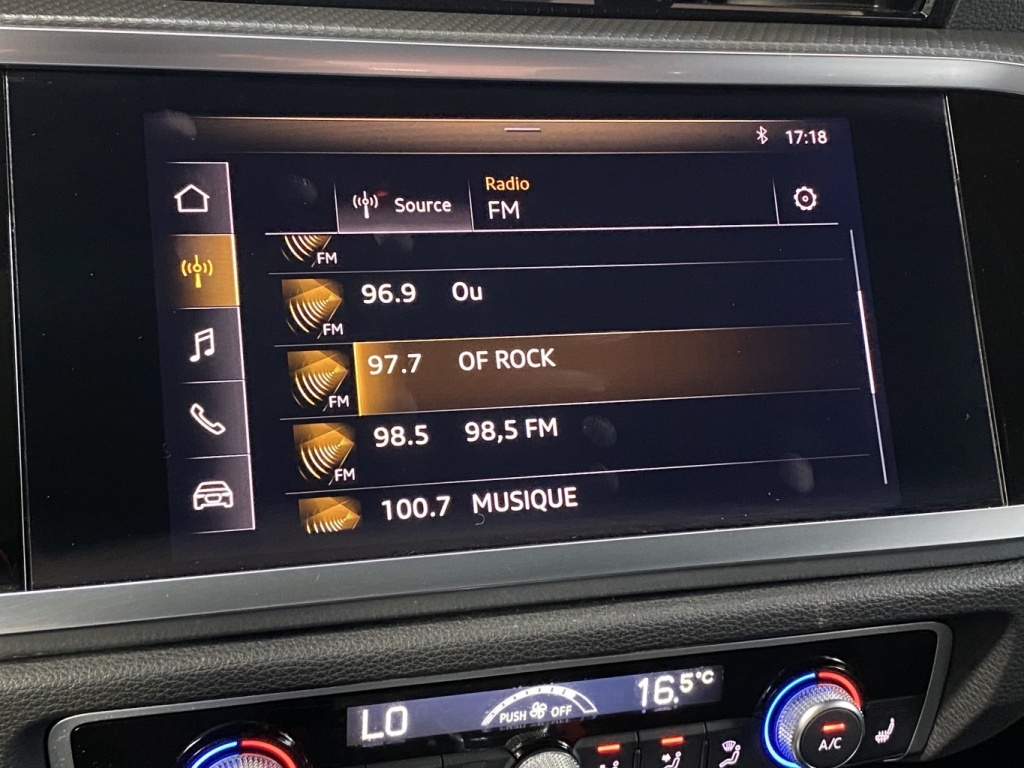 17:18
Source
Radio
FM
FM
96.9 Ou
FM
97.7 OF ROCK
FM
98.5 98,5 FM
FM
100.7 MUSIQUE
LO
PUSH OFF
16.5°C
A/C